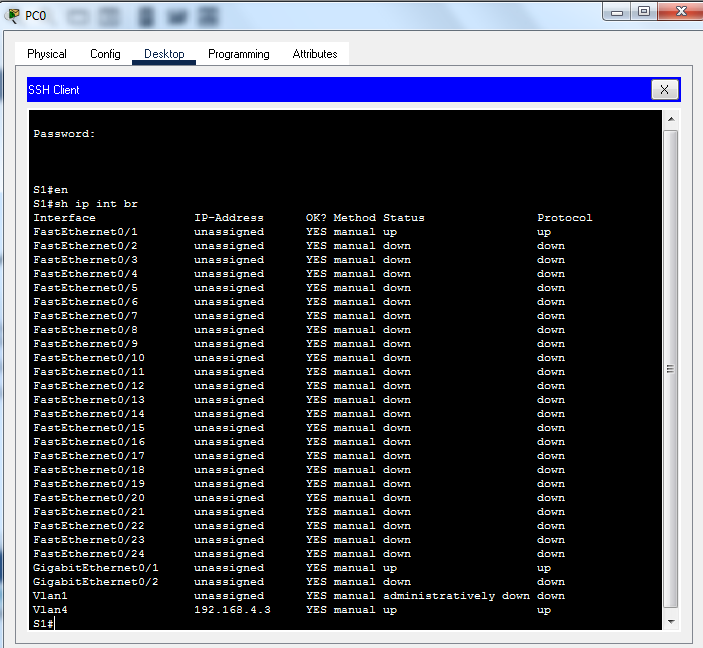 PC0
Physical Config Desktop Programming Attributes
SSH Client
X
Password:
S1#en
S1#sh ip int br
Interface IP-Address OK? Method Status Protocol
FastEthernet0/1 unassigned YES manual up up
FastEthernet0/2 unassigned YES manual down down
FastEthernet0/3 unassigned YES manual down down
FastEthernet0/4 unassigned YES manual down down
FastEthernet0/5 unassigned YES manual down down
FastEthernet0/6 unassigned YES manual down down
FastEthernet0/7 unassigned YES manual down down
FastEthernet0/8 unassigned YES manual down down
FastEthernet0/9 unassigned YES manual down down
FastEthernet0/10 unassigned YES manual down down
FastEthernet0/11 unassigned YES manual down down
FastEthernet0/12 unassigned YES manual down down
FastEthernet0/13 unassigned YES manual down down
FastEthernet0/14 unassigned YES manual down down
FastEthernet0/15 unassigned YES manual down down
FastEthernet0/16 unassigned YES manual down down
FastEthernet0/17 unassigned YES manual down down
FastEthernet0/18 unassigned YES manual down down
FastEthernet0/19 unassigned YES manual down down
FastEthernet0/20 unassigned YES manual down down
FastEthernet0/21 unassigned YES manual down down
FastEthernet0/22 unassigned YES manual down down
FastEthernet0/23 unassigned YES manual down down
FastEthernet0/24 unassigned YES manual down down
GigabitEthernet0/1 unassigned YES manual up up
GigabitEthernet0/2 unassigned YES manual down down
Vlan1 unassigned YES manual administratively down down
Vlan4 192.168.4.3 YES manual up up
S1#